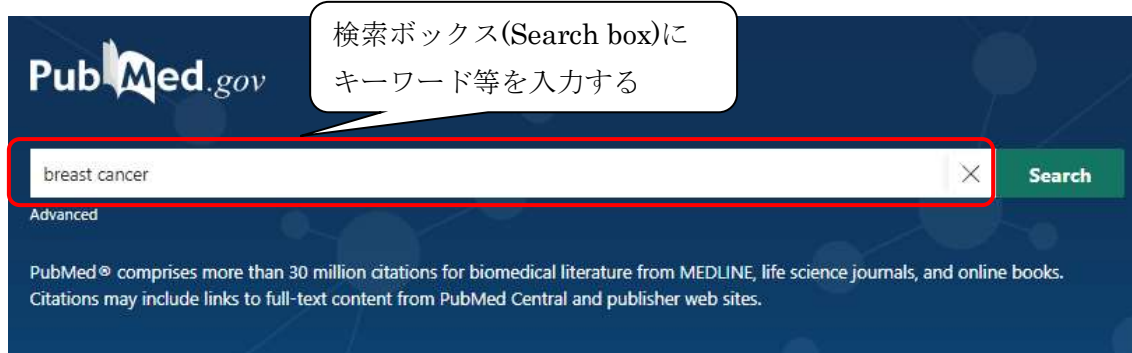 検索ボックス(Search box)に
キーワード等を入力する
PubMed.gov
breast cancer
Search
Advanced
PubMed® comprises more than 30 million citations for biomedical literature from MEDLINE, life science journals, and online books.
Citations may include links to full-text content from PubMed Central and publisher web sites.